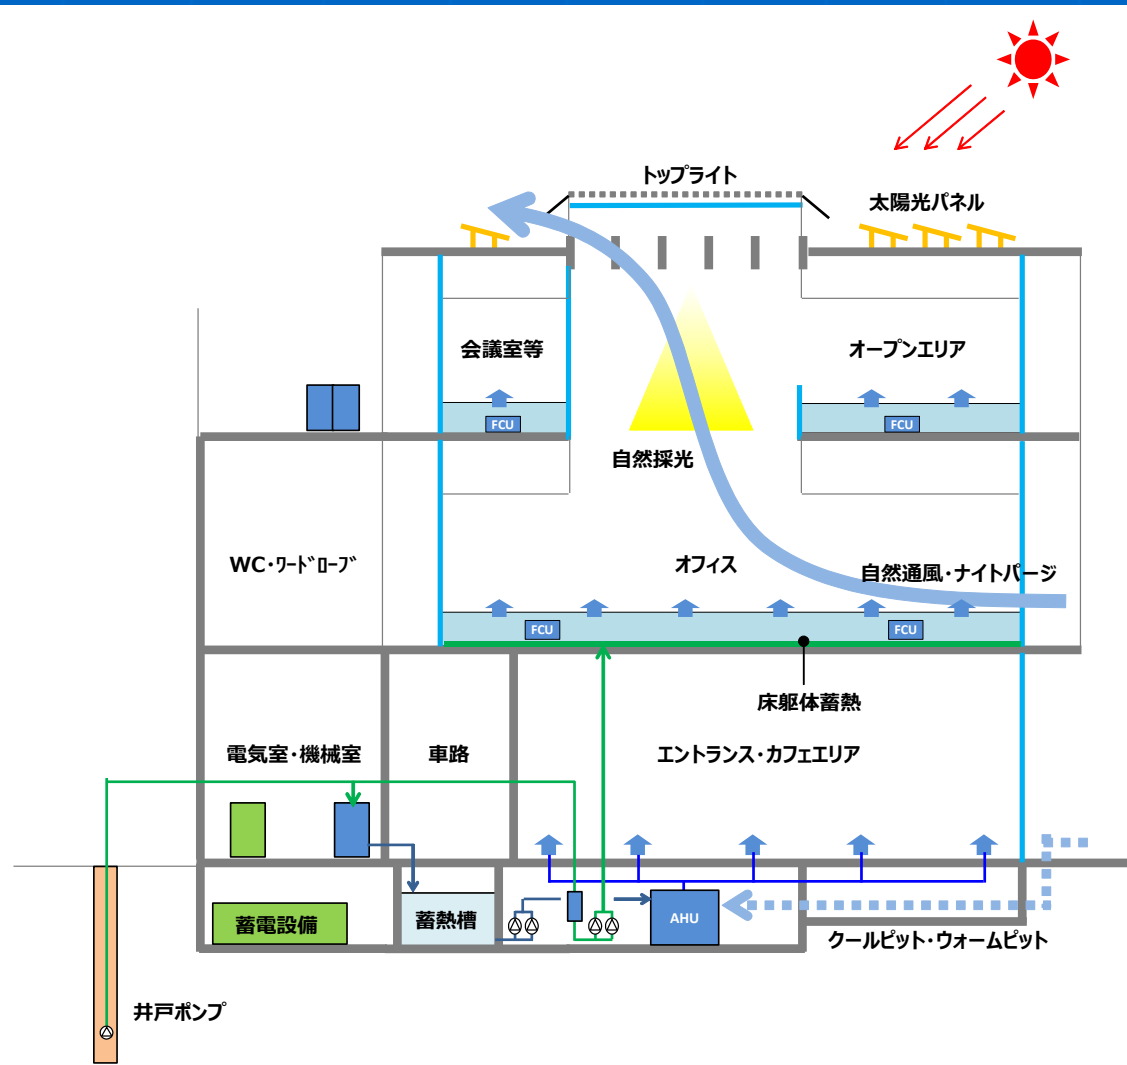 トップライト
太陽光パネル
会議室等
オープンエリア
FCU
FCU
自然採光
WC・ワードローブ
オフィス
自然通風・ナイトパージ
FCU
FCU
床躯体蓄熱
電気室・機械室
車路
エントランス・カフェエリア
蓄電設備
蓄熱槽
AHU
クールピット・ウォームピット
井戸ポンプ